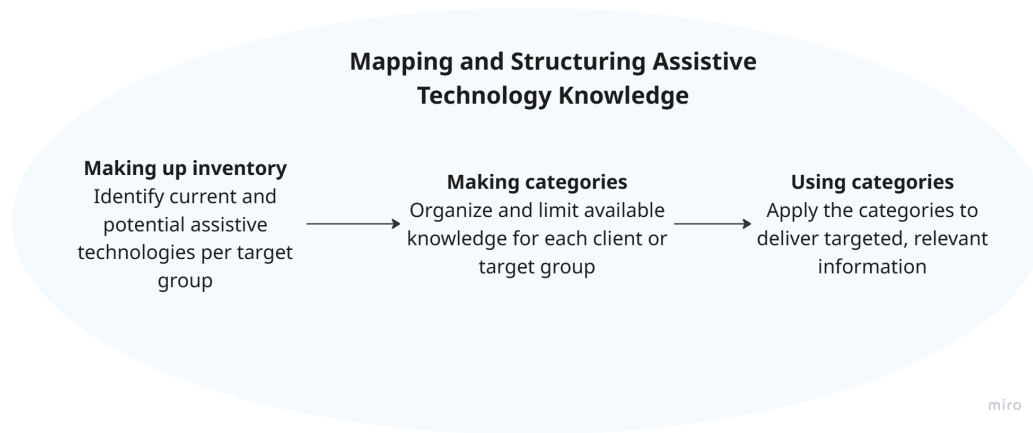 Mapping and Structuring Assistive
Technology Knowledge
Making up inventory
Identify current and
potential assistive
technologies per target
group
Making categories
Organize and limit available
knowledge for each client or
target group
Using categories
Apply the categories to
deliver targeted, relevant
information
miro